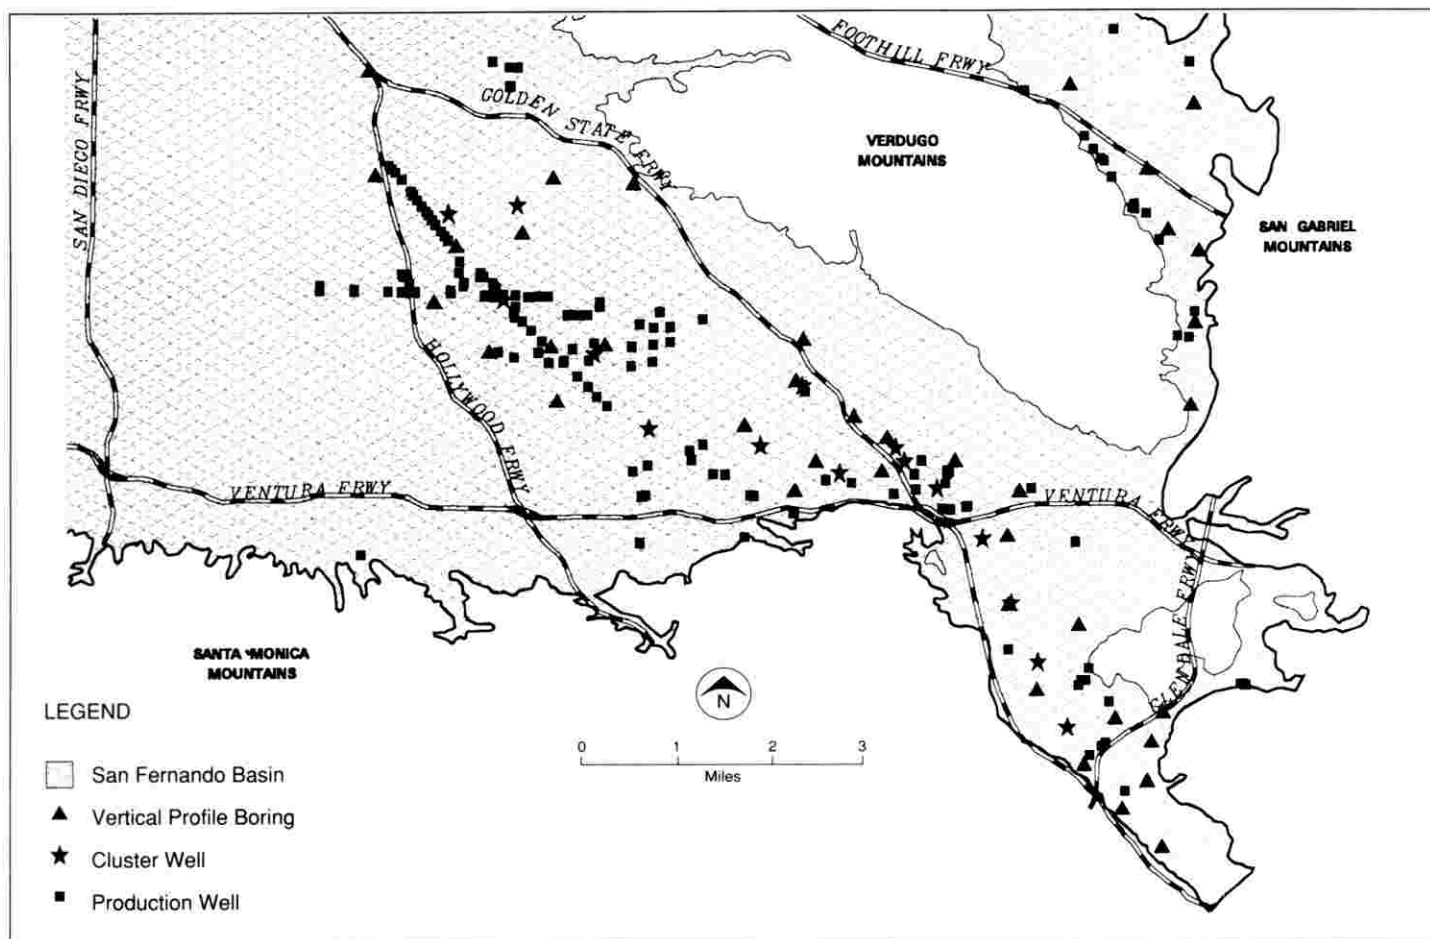 FOOTHILL FRWY
SAN DIEGO FRWY
GOLDEN STATE FRWY
VERDUGO
MOUNTAINS
SAN GABRIEL
MOUNTAINS
HOLLYWOOD FRWY
VENTURA FRWY
VENTURA FRWY
GLENDALE FRWY
SANTA MONICA
MOUNTAINS
N
LEGEND
0 1 2 3
Miles
San Fernando Basin
Vertical Profile Boring
Cluster Well
Production Well